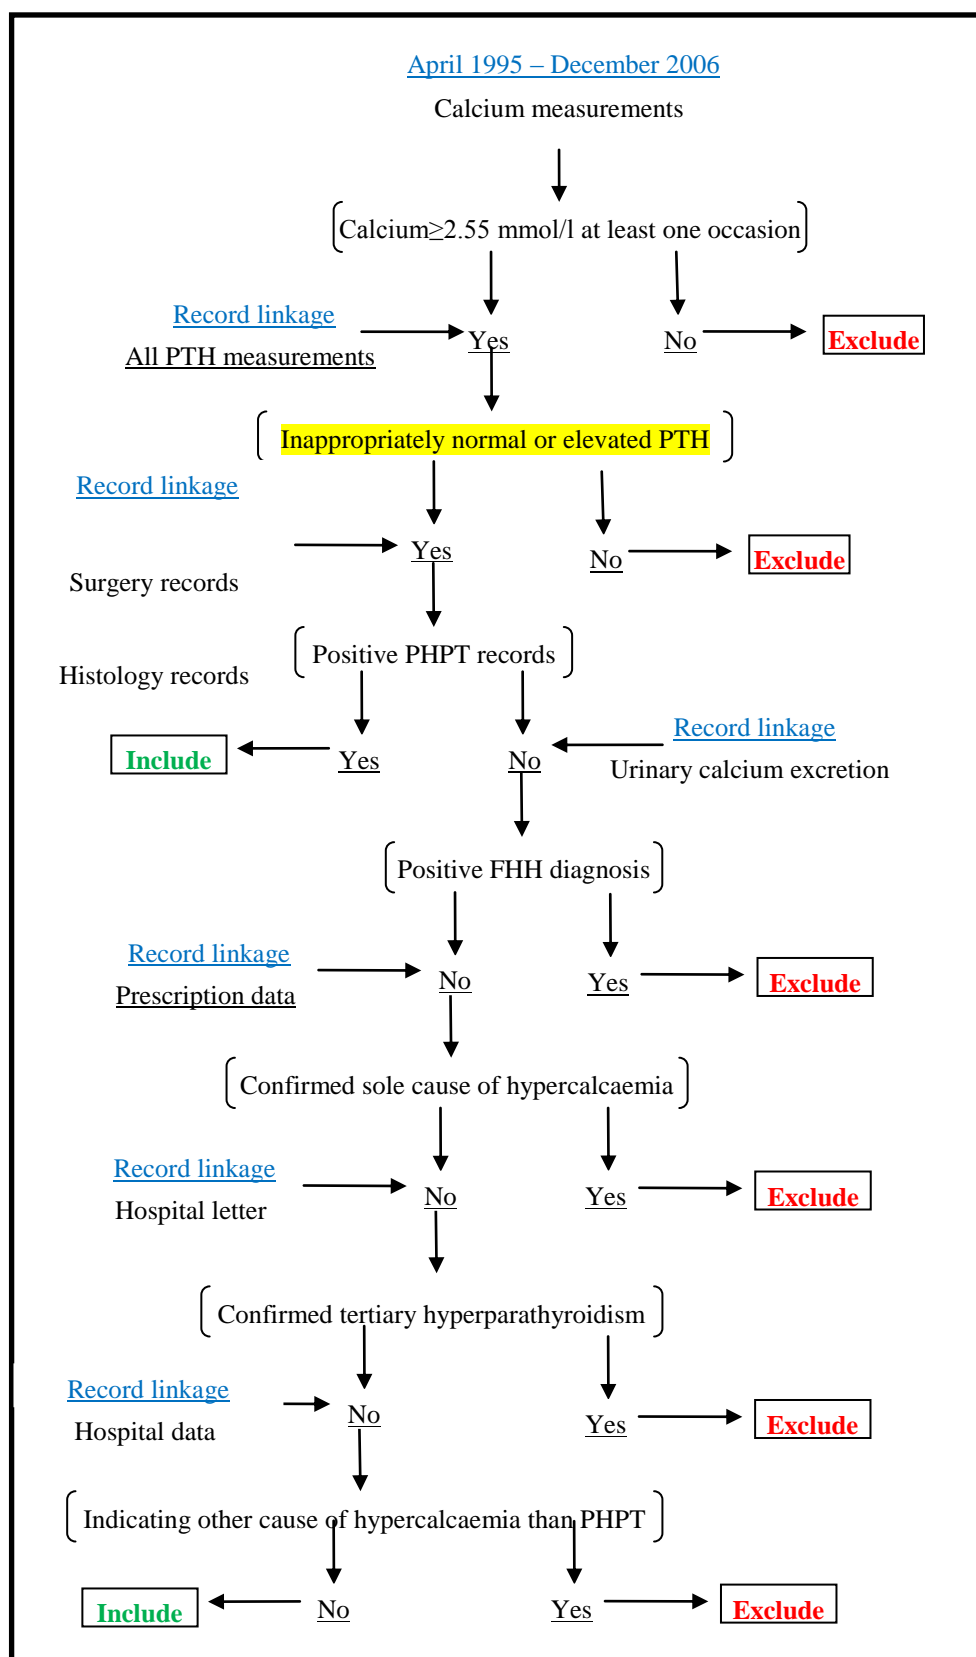 April 1995 – December 2006
Calcium measurements
Calcium≥2.55 mmol/l at least one occasion
Record linkage
All PTH measurements
Yes
No
Exclude
Inappropriately normal or elevated PTH
Record linkage
Yes
No
Exclude
Surgery records
Positive PHPT records
Histology records
Include
Yes
No
Record linkage
Urinary calcium excretion
Positive FHH diagnosis
Record linkage
Prescription data
No
Yes
Exclude
Confirmed sole cause of hypercalcaemia
Record linkage
Hospital letter
No
Yes
Exclude
Confirmed tertiary hyperparathyroidism
Record linkage
Hospital data
No
Yes
Exclude
Indicating other cause of hypercalcaemia than PHPT
Include
No
Yes
Exclude